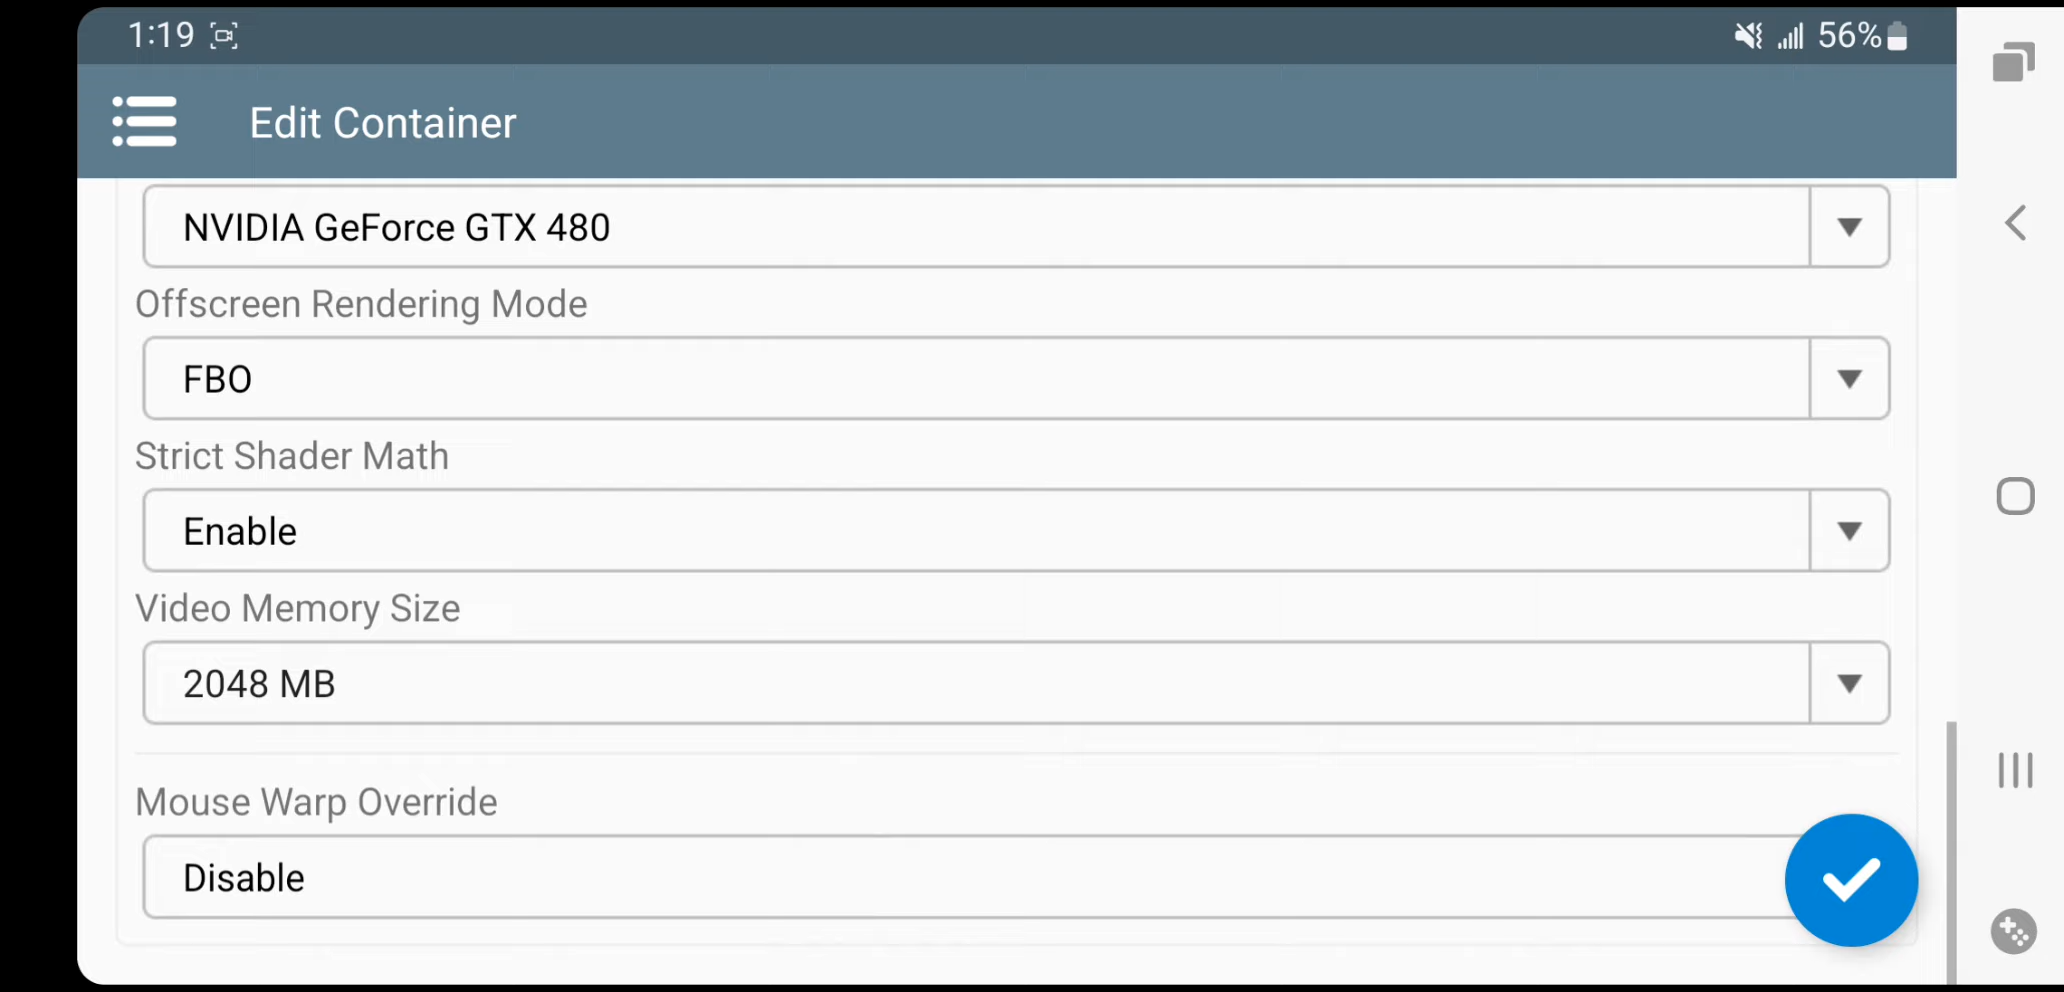 1:19
56%
Edit Container
NVIDIA GeForce GTX 480
Offscreen Rendering Mode
FBO
Strict Shader Math
Enable
Video Memory Size
2048 MB
Mouse Warp Override
Disable